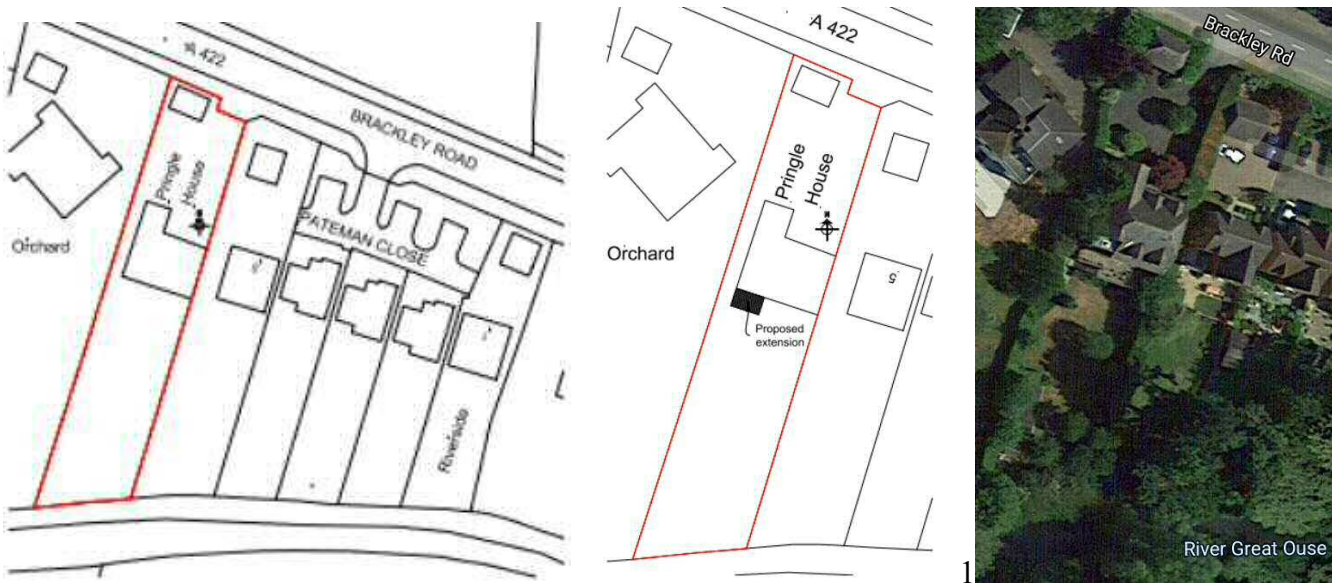 A 422
BRACKLEY ROAD
Pringle
House
PATEMAN CLOSE
Orchard
Riverside
A 422
Pringle
House
Orchard
5
Proposed
extension
1
Brackley Rd
River Great Ouse